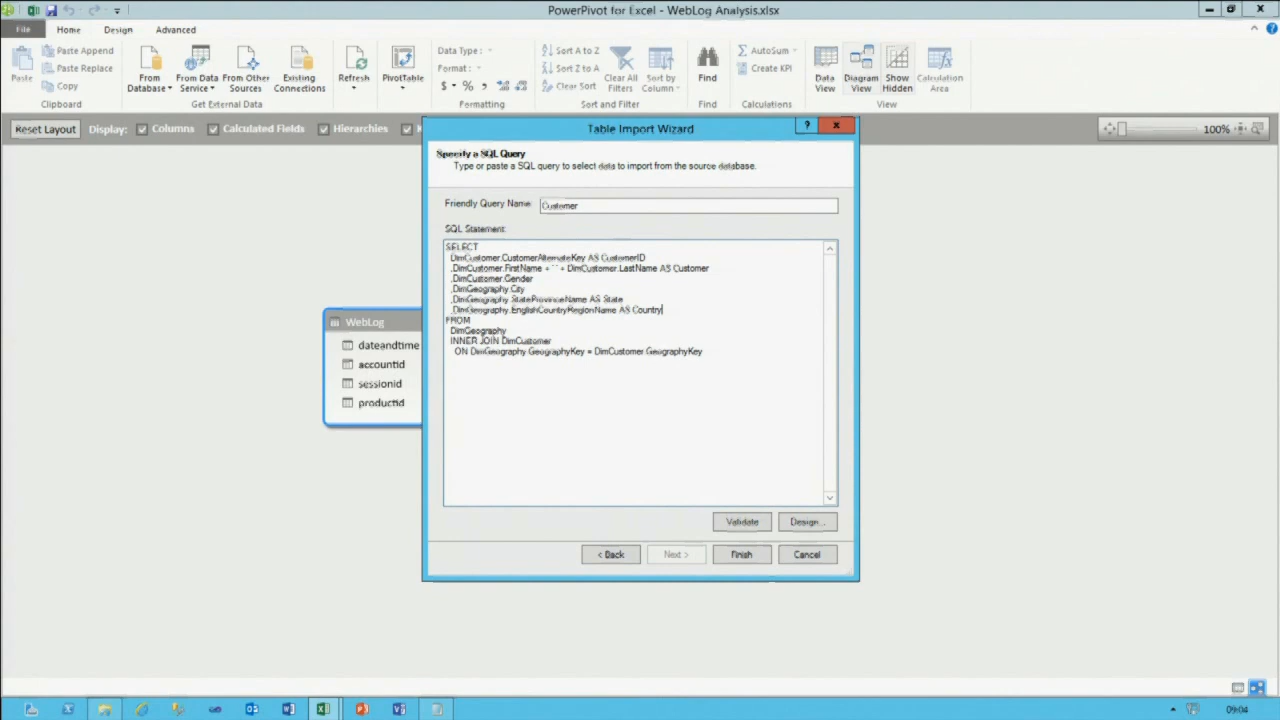 PowerPivot for Excel - WebLog Analysis.xlsx
File Home Design Advanced
Paste
Paste Append
Paste Replace
Copy
Clipboard
From Database
From Data Service
From Other Sources
Existing Connections
Get External Data
Refresh
PivotTable
Data Type :
Format :
$ % ,
Formatting
Sort A to Z
Sort Z to A
Clear Sort
Clear All Filters
Sort by Column
Sort and Filter
Find
Find
AutoSum
Create KPI
Calculations
Data View
Diagram View
Show Hidden
Calculation Area
View
Reset Layout Display: Columns Calculated Fields Hierarchies
100%
Table Import Wizard
Specify a SQL Query
Type or paste a SQL query to select data to import from the source database.
Friendly Query Name: Customer
SQL Statement:
SELECT
DimCustomer.CustomerAlternateKey AS CustomerID
,DimCustomer.FirstName + ' ' + DimCustomer.LastName AS Customer
,DimCustomer.Gender
,DimGeography.City
,DimGeography.StateProvinceName AS State
,DimGeography.EnglishCountryRegionName AS Country
FROM
DimGeography
INNER JOIN DimCustomer
ON DimGeography.GeographyKey = DimCustomer.GeographyKey
Validate Design...
< Back Next > Finish Cancel
WebLog
dateandtime
accountid
sessionid
productid
09:04